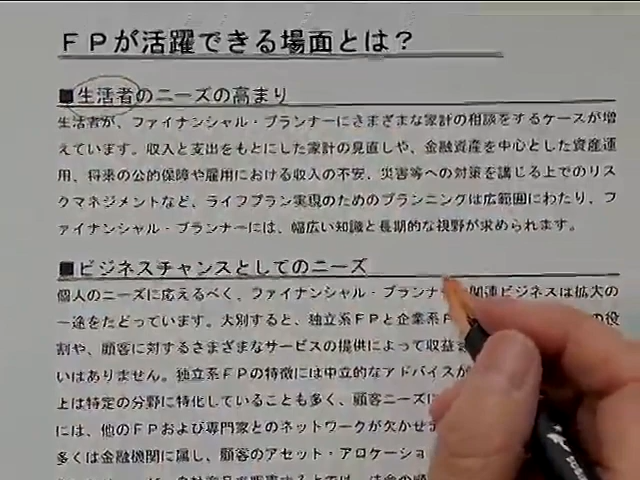 FPが活躍できる場面とは?
■生活者のニーズの高まり
生活者が、ファイナンシャル・プランナーにさまざまな家計の相談をするケースが増
えています。収入と支出をもとにした家計の見直しや、金融資産を中心とした資産運
用、将来の公的保障や雇用における収入の不安、災害等への対策を講じる上でのリス
クマネジメントなど、ライフプラン実現のためのプランニングは広範囲にわたり、フ
ァイナンシャル・プランナーには、幅広い知識と長期的な視野が求められます。
■ビジネスチャンスとしてのニーズ
個人のニーズに応えるべく、ファイナンシャル・プランナ 関連ビジネスは拡大の
一途をたどっています。大別すると、独立系FPと企業系F の役
割や、顧客に対するさまざまなサービスの提供によって収益
いはありません。独立系FPの特徴には中立的なアドバイスが
上は特定の分野に特化していることも多く、顧客ニーズに
には、他のFPおよび専門家とのネットワークが欠かせ
多くは金融機関に属し、顧客のアセット・アロケーショ